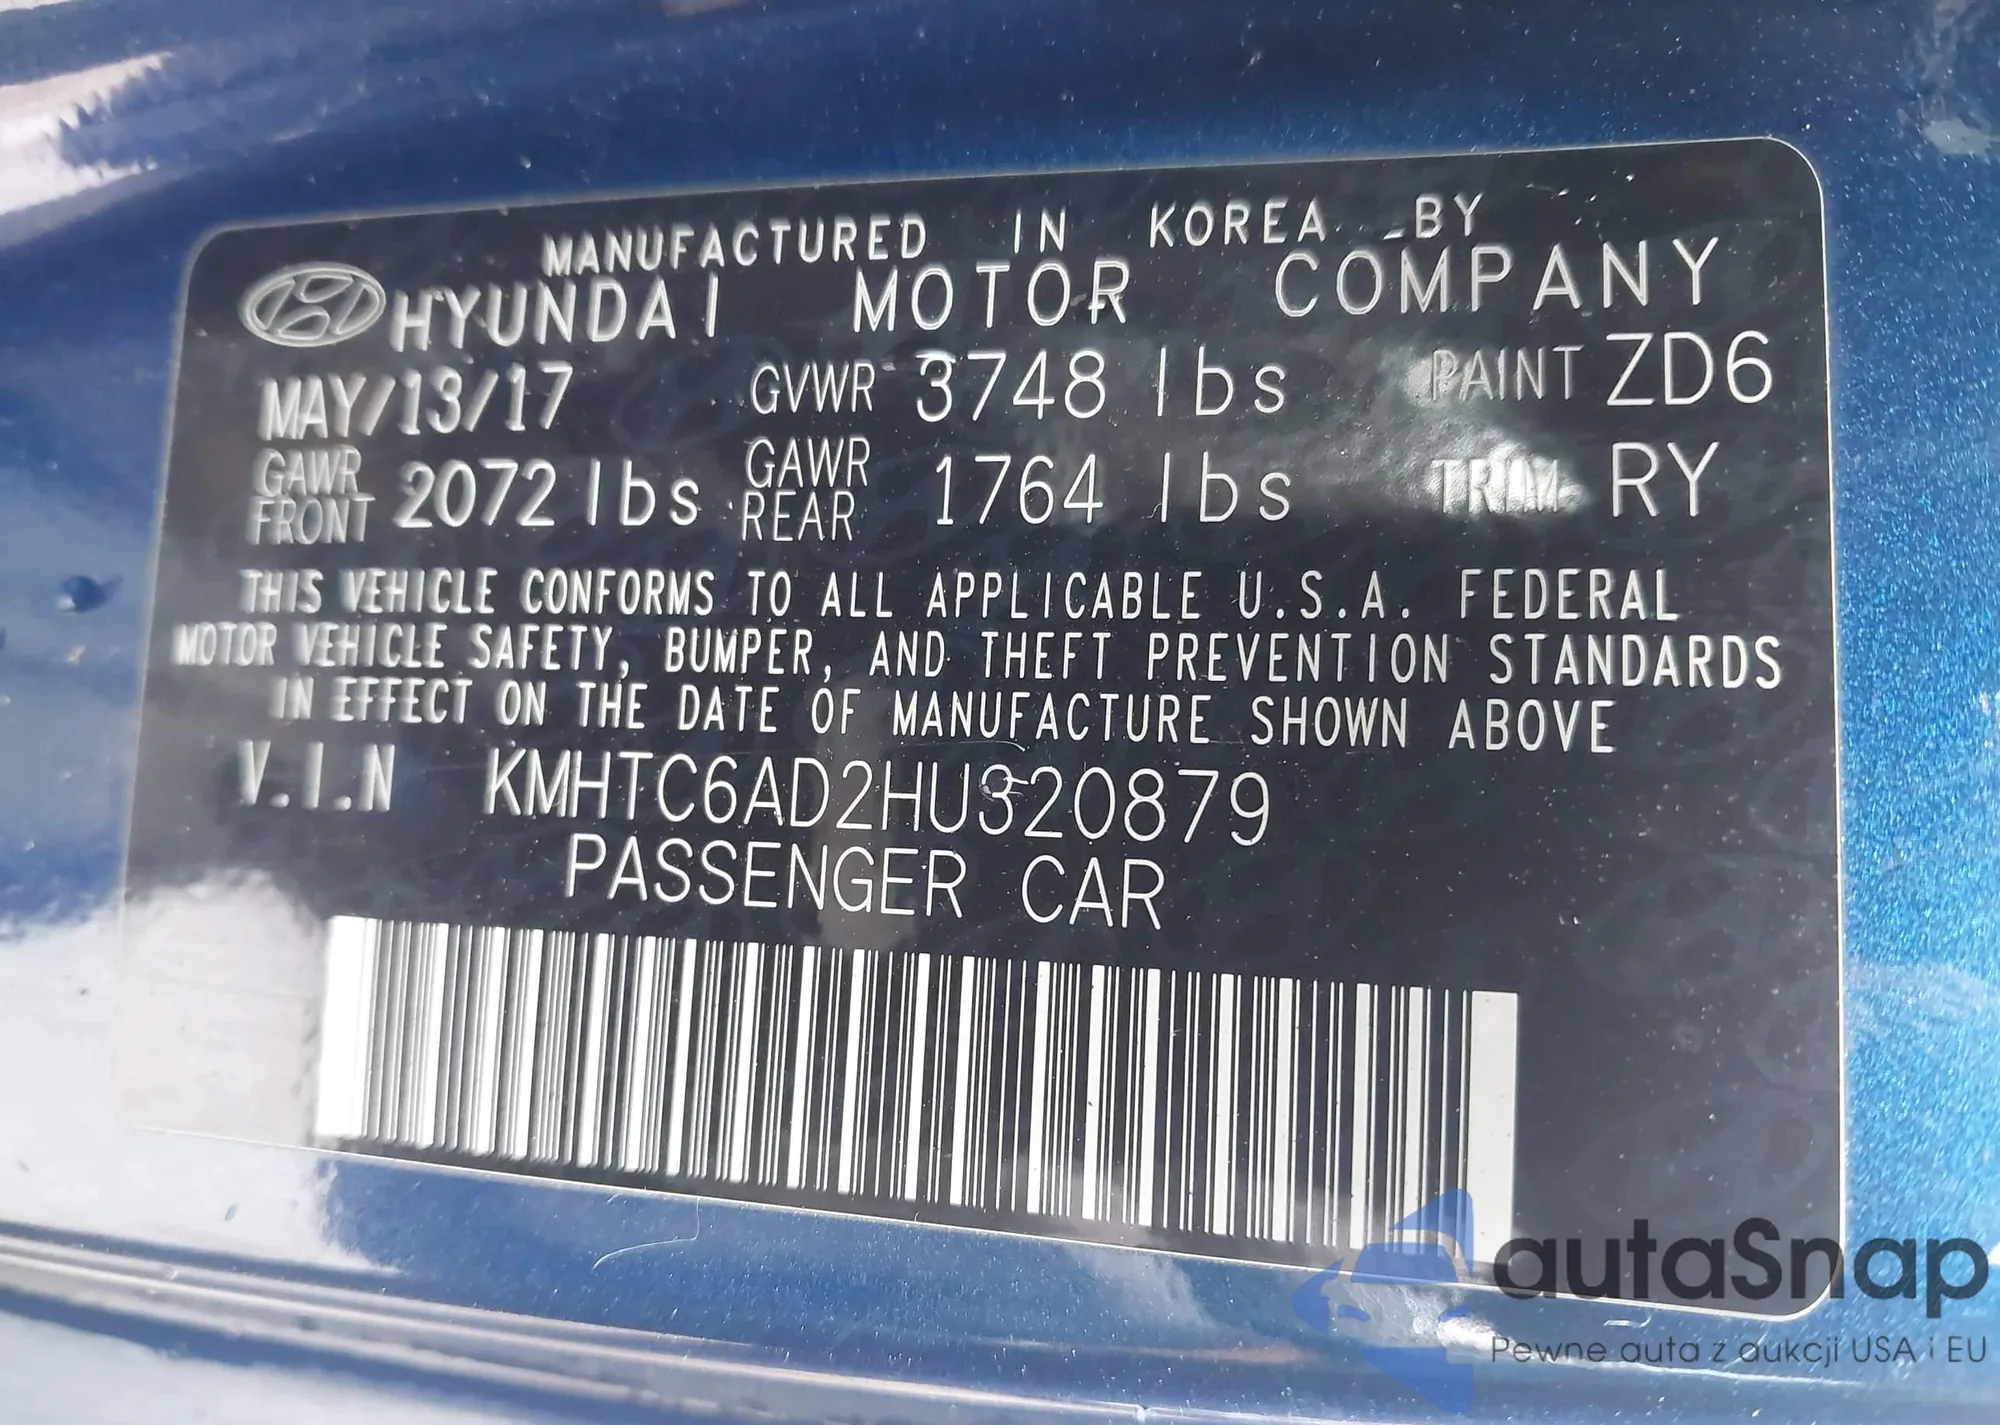 MANUFACTURED IN KOREA BY
HYUNDAI MOTOR COMPANY
MAY/13/17 GVWR 3748 lbs PAINT ZD6
GAWR FRONT 2072 lbs GAWR REAR 1764 lbs TRIM RY
THIS VEHICLE CONFORMS TO ALL APPLICABLE U.S.A. FEDERAL
MOTOR VEHICLE SAFETY, BUMPER, AND THEFT PREVENTION STANDARDS
IN EFFECT ON THE DATE OF MANUFACTURE SHOWN ABOVE
V.I.N KMHTC6AD2HU320879
PASSENGER CAR
autaSnap
Pewne auta z aukcji USA i EU